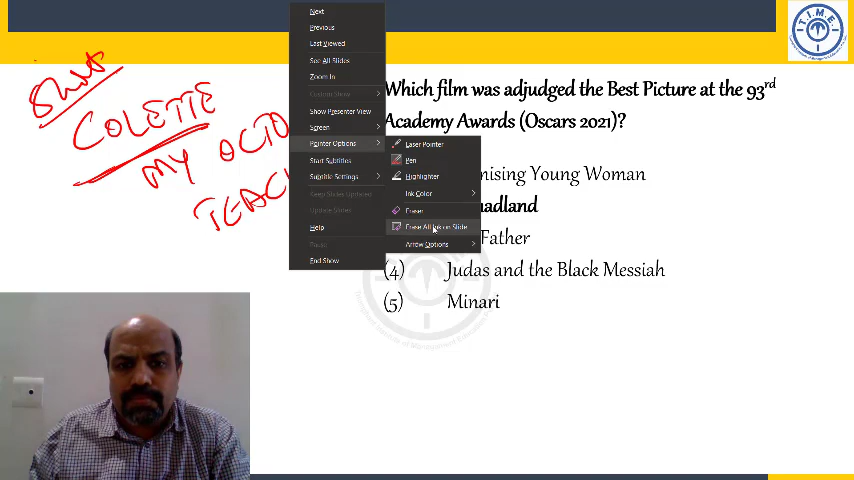 T.I.M.E.
Short
COLETTE
MY OCTO
TEAC
Next
Previous
Last Viewed
See All Slides
Zoom In
Custom Show
Show Presenter View
Screen
Pointer Options
Start Subtitles
Subtitle Settings
Keep Slides Updated
Update Slides
Help
Pause
End Show
Laser Pointer
Pen
Highlighter
Ink Color
Eraser
Erase All Ink on Slide
Arrow Options
Which film was adjudged the Best Picture at the 93rd
Academy Awards (Oscars 2021)?
mising Young Woman
adland
Father
(4) Judas and the Black Messiah
(5) Minari